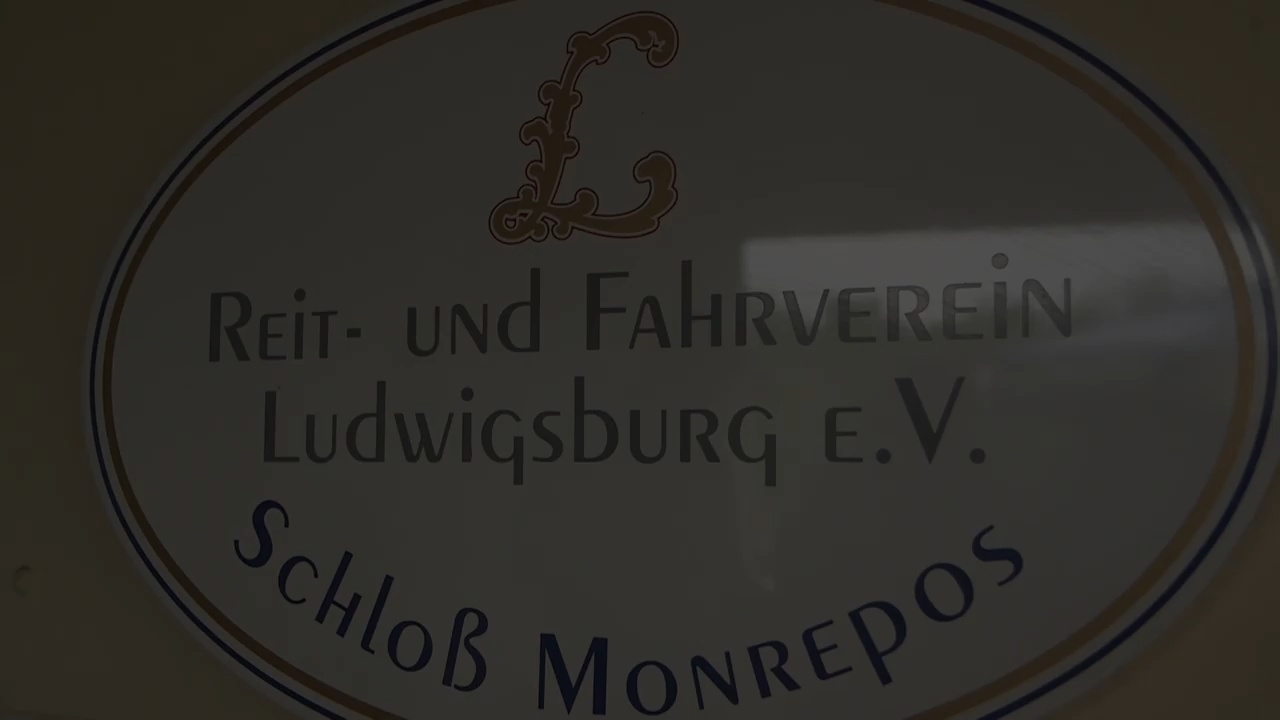 L
Reit- und Fahrverein
Ludwigsburg e.V.
Schloß Monrepos